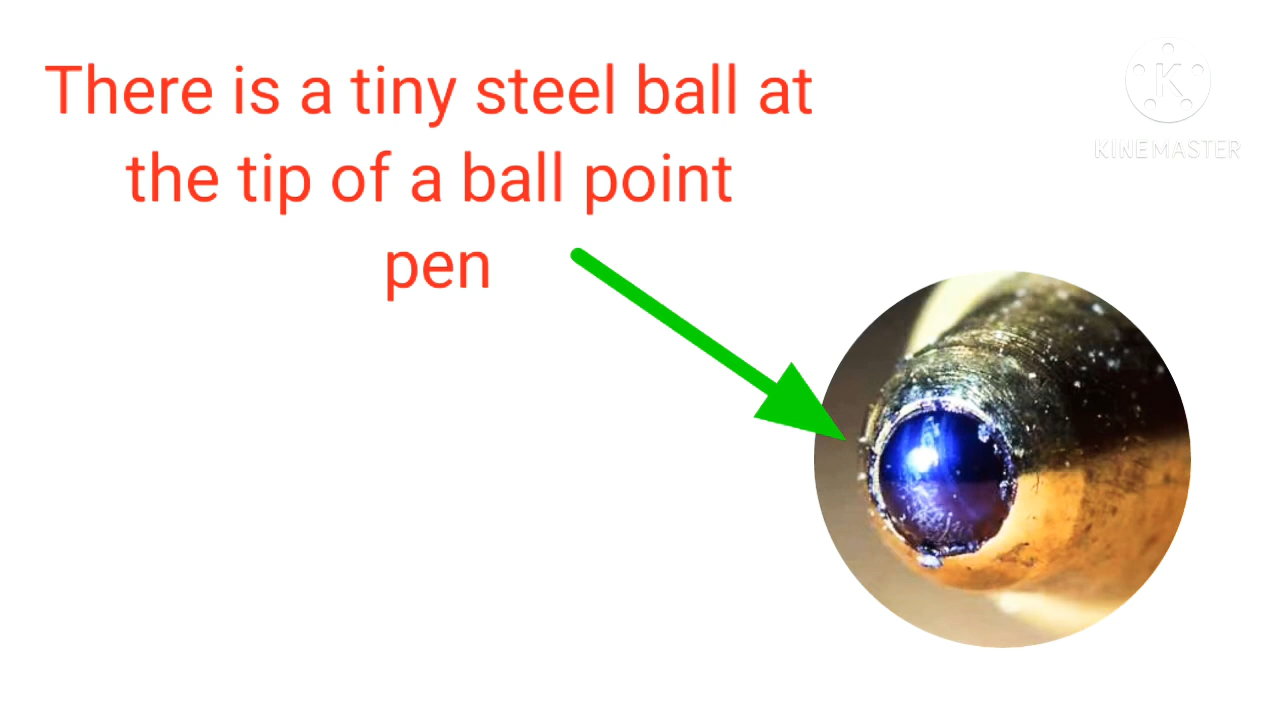 There is a tiny steel ball at
the tip of a ball point
pen
K
KINEMASTER